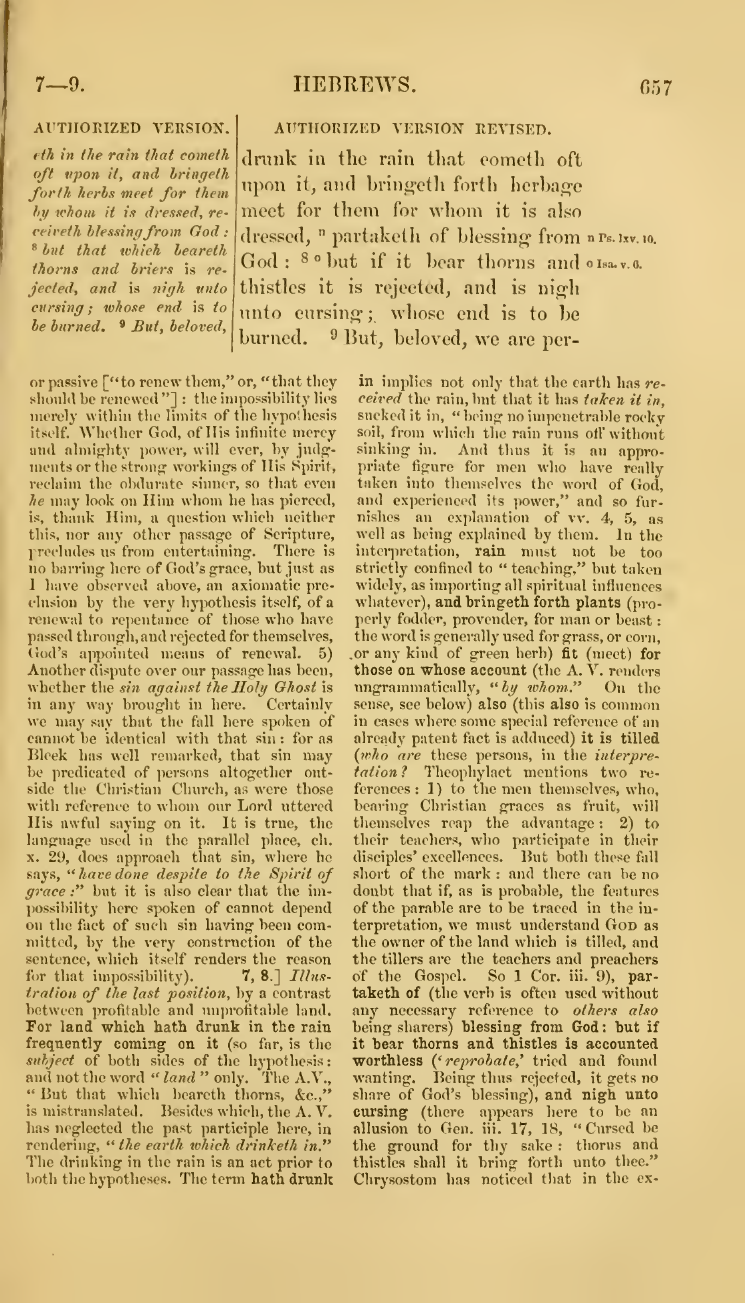 7—9.
HEBREWS.
657
AUTHORIZED VERSION.
eth in the rain that cometh
oft upon it, and bringeth
forth herbs meet for them
by whom it is dressed, re-
ceiveth blessing from God :
8 but that which beareth
thorns and briers is re-
jected, and is nigh unto
cursing ; whose end is to
be burned. 9 But, beloved,
AUTHORIZED VERSION REVISED.
drunk in the rain that cometh oft
upon it, and bringeth forth herbage
meet for them for whom it is also
dressed, n partaketh of blessing from
God : 8 o but if it bear thorns and
thistles it is rejected, and is nigh
unto cursing ; whose end is to be
burned. 9 But, beloved, we are per-
n Ps. lxv. 10.
o Isa. v. 6.
or passive [“to renew them,” or, “that they
should be renewed”] : the impossibility lies
merely within the limits of the hypothesis
itself. Whether God, of His infinite mercy
and almighty power, will ever, by judg-
ments or the strong workings of His Spirit,
reclaim the obdurate sinner, so that even
he may look on Him whom he has pierced,
is, thank Him, a question which neither
this, nor any other passage of Scripture,
precludes us from entertaining. There is
no barring here of God's grace, but just as
I have observed above, an axiomatic pre-
clusion by the very hypothesis itself, of a
renewal to repentance of those who have
passed through, and rejected for themselves,
God's appointed means of renewal. 5)
Another dispute over our passage has been,
whether the sin against the Holy Ghost is
in any way brought in here. Certainly
we may say that the fall here spoken of
cannot be identical with that sin : for as
Bleek has well remarked, that sin may
be predicated of persons altogether out-
side the Christian Church, as were those
with reference to whom our Lord uttered
His awful saying on it. It is true, the
language used in the parallel place, ch.
x. 29, does approach that sin, where he
says, “have done despite to the Spirit of
grace :” but it is also clear that the im-
possibility here spoken of cannot depend
on the fact of such sin having been com-
mitted, by the very construction of the
sentence, which itself renders the reason
for that impossibility). 7, 8.] Illus-
tration of the last position, by a contrast
between profitable and unprofitable land.
For land which hath drunk in the rain
frequently coming on it (so far, is the
subject of both sides of the hypothesis :
and not the word “land” only. The A.V.,
“But that which beareth thorns, &c.,”
is mistranslated. Besides which, the A. V.
has neglected the past participle here, in
rendering, “the earth which drinketh in.”
The drinking in the rain is an act prior to
both the hypotheses. The term hath drunk
in implies not only that the earth has re-
ceived the rain, but that it has taken it in,
sucked it in, “being no impenetrable rocky
soil, from which the rain runs off without
sinking in. And thus it is an appro-
priate figure for men who have really
taken into themselves the word of God,
and experienced its power,” and so fur-
nishes an explanation of vv. 4, 5, as
well as being explained by them. In the
interpretation, rain must not be too
strictly confined to “teaching,” but taken
widely, as importing all spiritual influences
whatever), and bringeth forth plants (pro-
perly fodder, provender, for man or beast :
the word is generally used for grass, or corn,
or any kind of green herb) fit (meet) for
those on whose account (the A. V. renders
ungrammatically, “by whom.” On the
sense, see below) also (this also is common
in cases where some special reference of an
already patent fact is adduced) it is tilled
(who are these persons, in the interpre-
tation? Theophylact mentions two re-
ferences : 1) to the men themselves, who,
bearing Christian graces as fruit, will
themselves reap the advantage : 2) to
their teachers, who participate in their
disciples' excellences. But both these fall
short of the mark : and there can be no
doubt that if, as is probable, the features
of the parable are to be traced in the in-
terpretation, we must understand GOD as
the owner of the land which is tilled, and
the tillers are the teachers and preachers
of the Gospel. So 1 Cor. iii. 9), par-
taketh of (the verb is often used without
any necessary reference to others also
being sharers) blessing from God: but if
it bear thorns and thistles is accounted
worthless (‘reprobate,’ tried and found
wanting. Being thus rejected, it gets no
share of God's blessing), and nigh unto
cursing (there appears here to be an
allusion to Gen. iii. 17, 18, “Cursed be
the ground for thy sake : thorns and
thistles shall it bring forth unto thee.”
Chrysostom has noticed that in the ex-